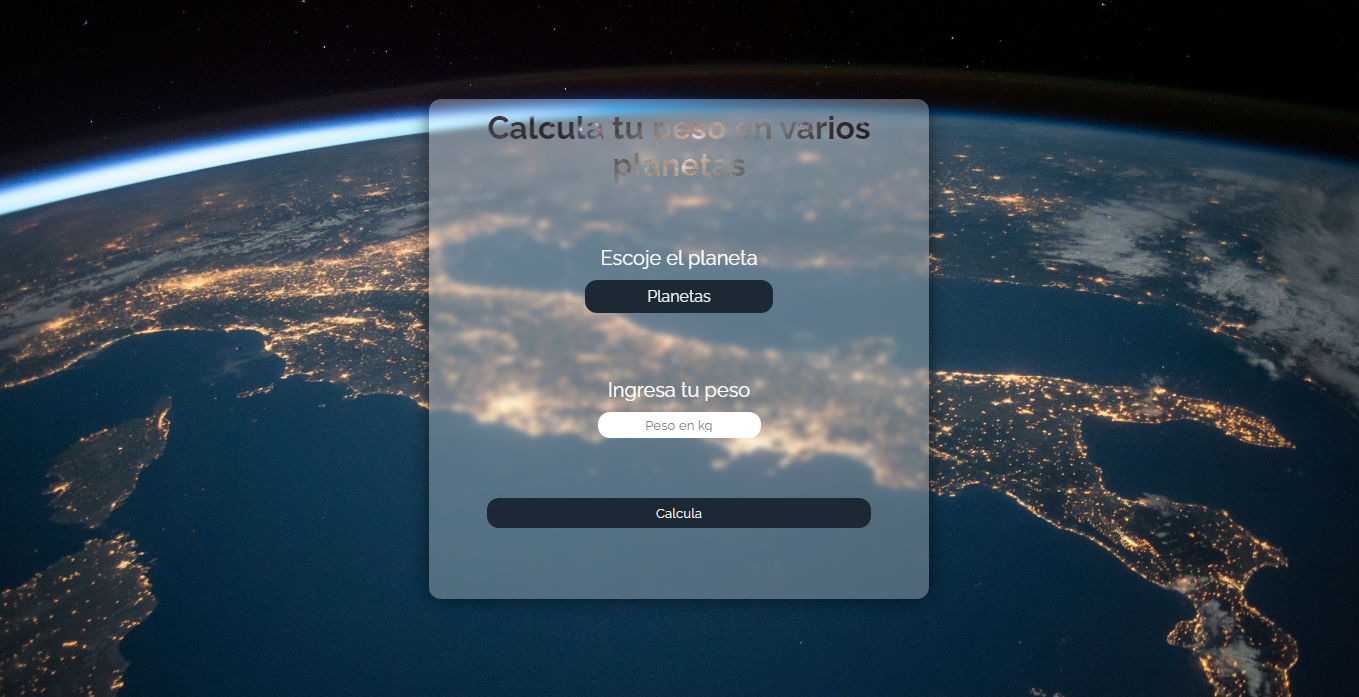 Calcula tu peso en varios
planetas
Escoje el planeta
Planetas
Ingresa tu peso
Peso en kg
Calcula